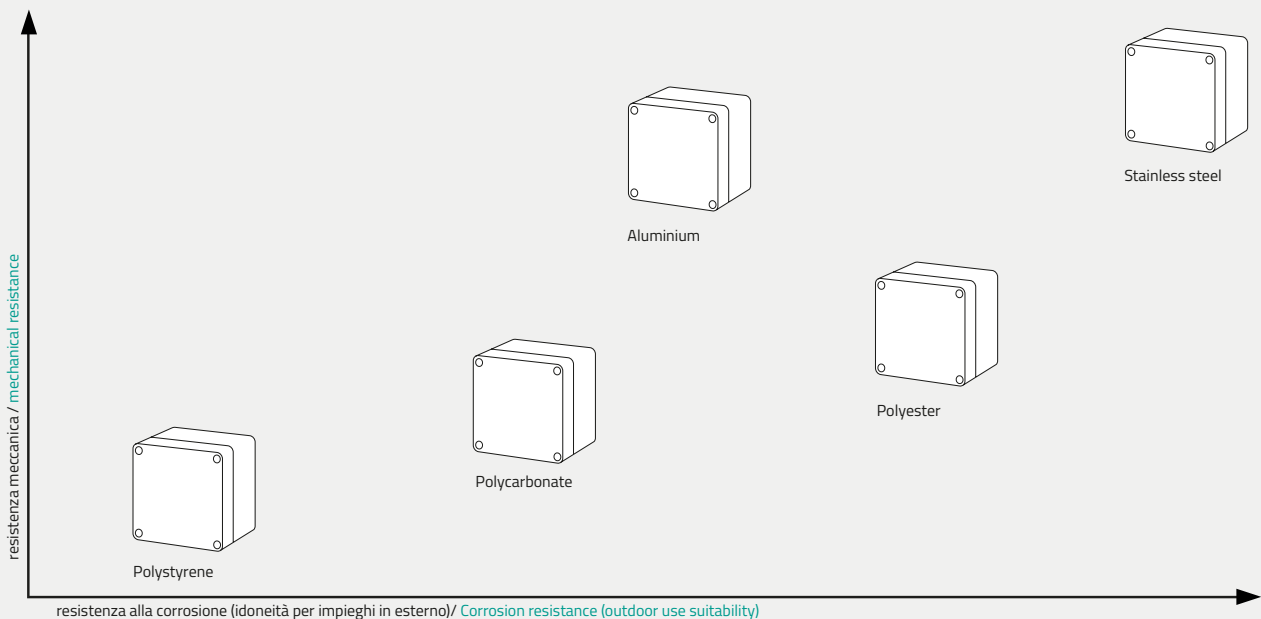 Stainless steel
Aluminium
resistenza meccanica / mechanical resistance
Polyester
Polycarbonate
Polystyrene
resistenza alla corrosione (idoneità per impieghi in esterno)/ Corrosion resistance (outdoor use suitability)